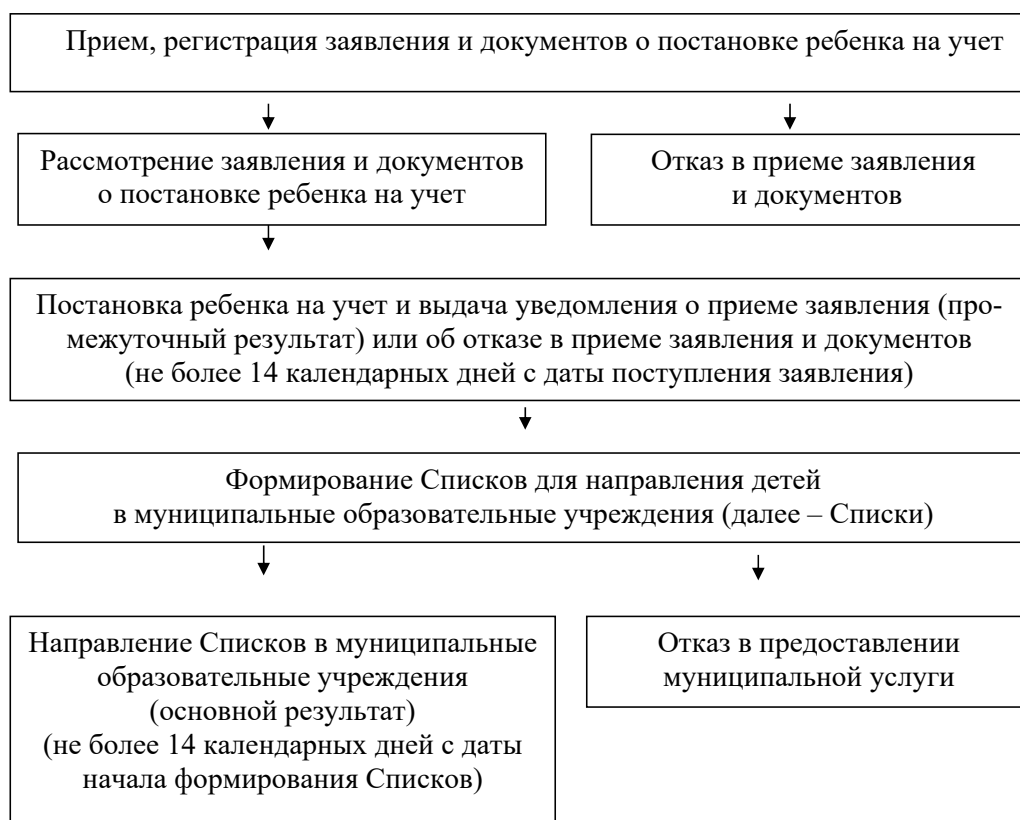 Прием, регистрация заявления и документов о постановке ребенка на учет
Рассмотрение заявления и документов
о постановке ребенка на учет
Отказ в приеме заявления
и документов
Постановка ребенка на учет и выдача уведомления о приеме заявления (про-
межуточный результат) или об отказе в приеме заявления и документов
(не более 14 календарных дней с даты поступления заявления)
Формирование Списков для направления детей
в муниципальные образовательные учреждения (далее – Списки)
Направление Списков в муниципальные
образовательные учреждения
(основной результат)
(не более 14 календарных дней с даты
начала формирования Списков)
Отказ в предоставлении
муниципальной услуги